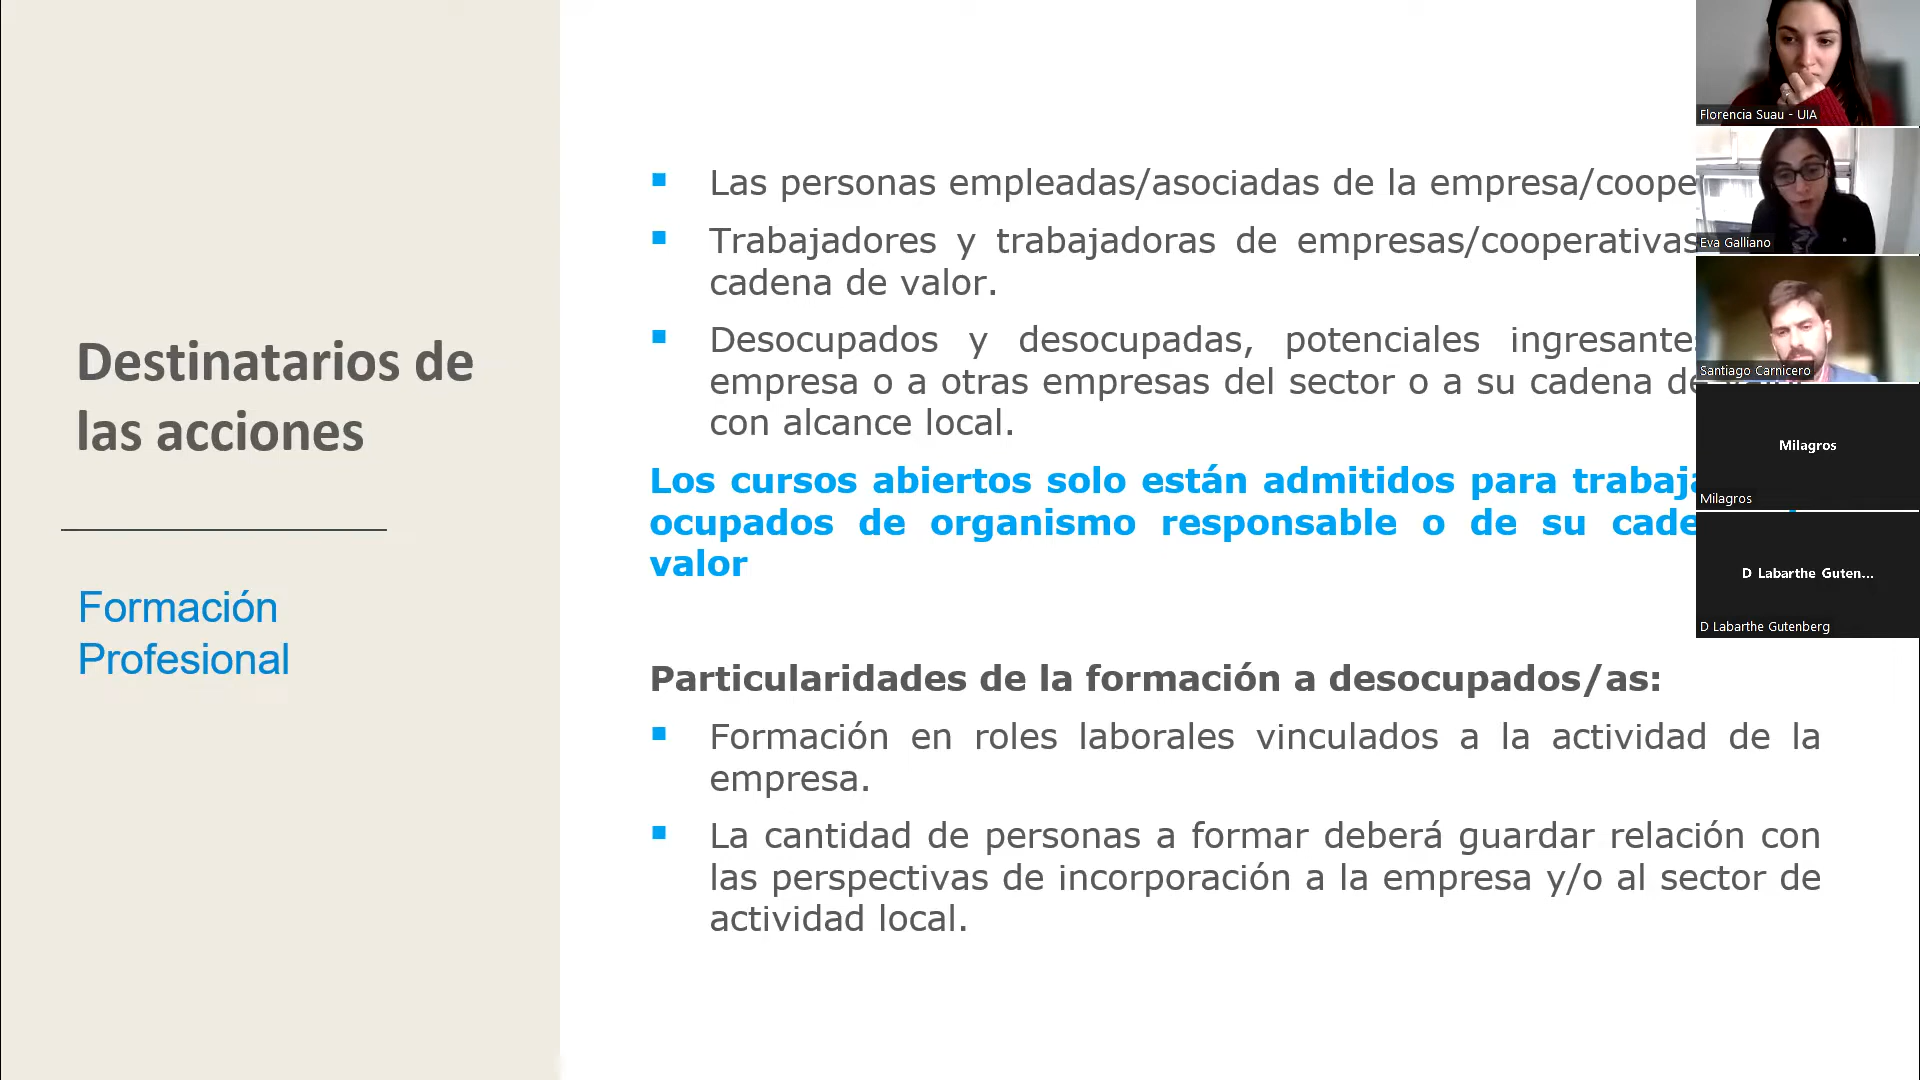 Destinatarios de
las acciones
Formación
Profesional
Las personas empleadas/asociadas de la empresa/coope
Trabajadores y trabajadoras de empresas/cooperativas
cadena de valor.
Desocupados y desocupadas, potenciales ingresantes
empresa o a otras empresas del sector o a su cadena de
con alcance local.
Los cursos abiertos solo están admitidos para trabaja
ocupados de organismo responsable o de su cade
valor
Particularidades de la formación a desocupados/as:
Formación en roles laborales vinculados a la actividad de la
empresa.
La cantidad de personas a formar deberá guardar relación con
las perspectivas de incorporación a la empresa y/o al sector de
actividad local.
Florencia Suau - UIA
Eva Galliano
Santiago Carnicero
Milagros
Milagros
D Labarthe Guten...
D Labarthe Gutenberg